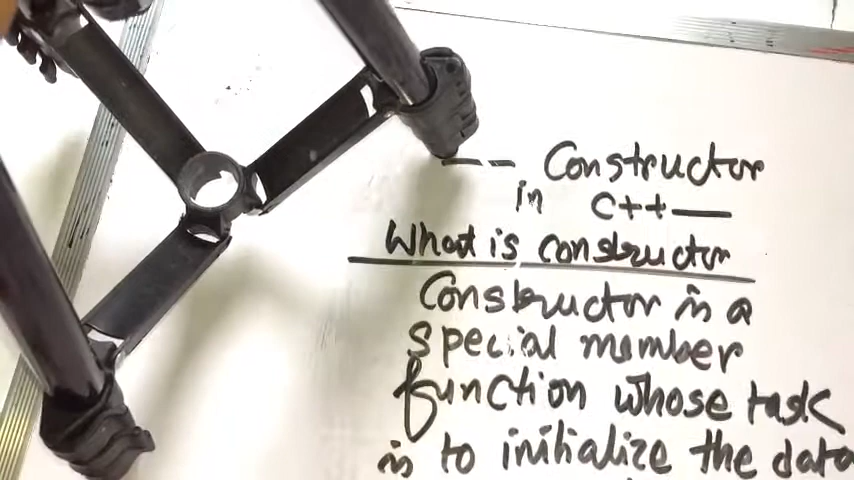 -- Constructor
in C++ —
What is constructor
Constructor is a
special member
function whose task
is to initialize the data